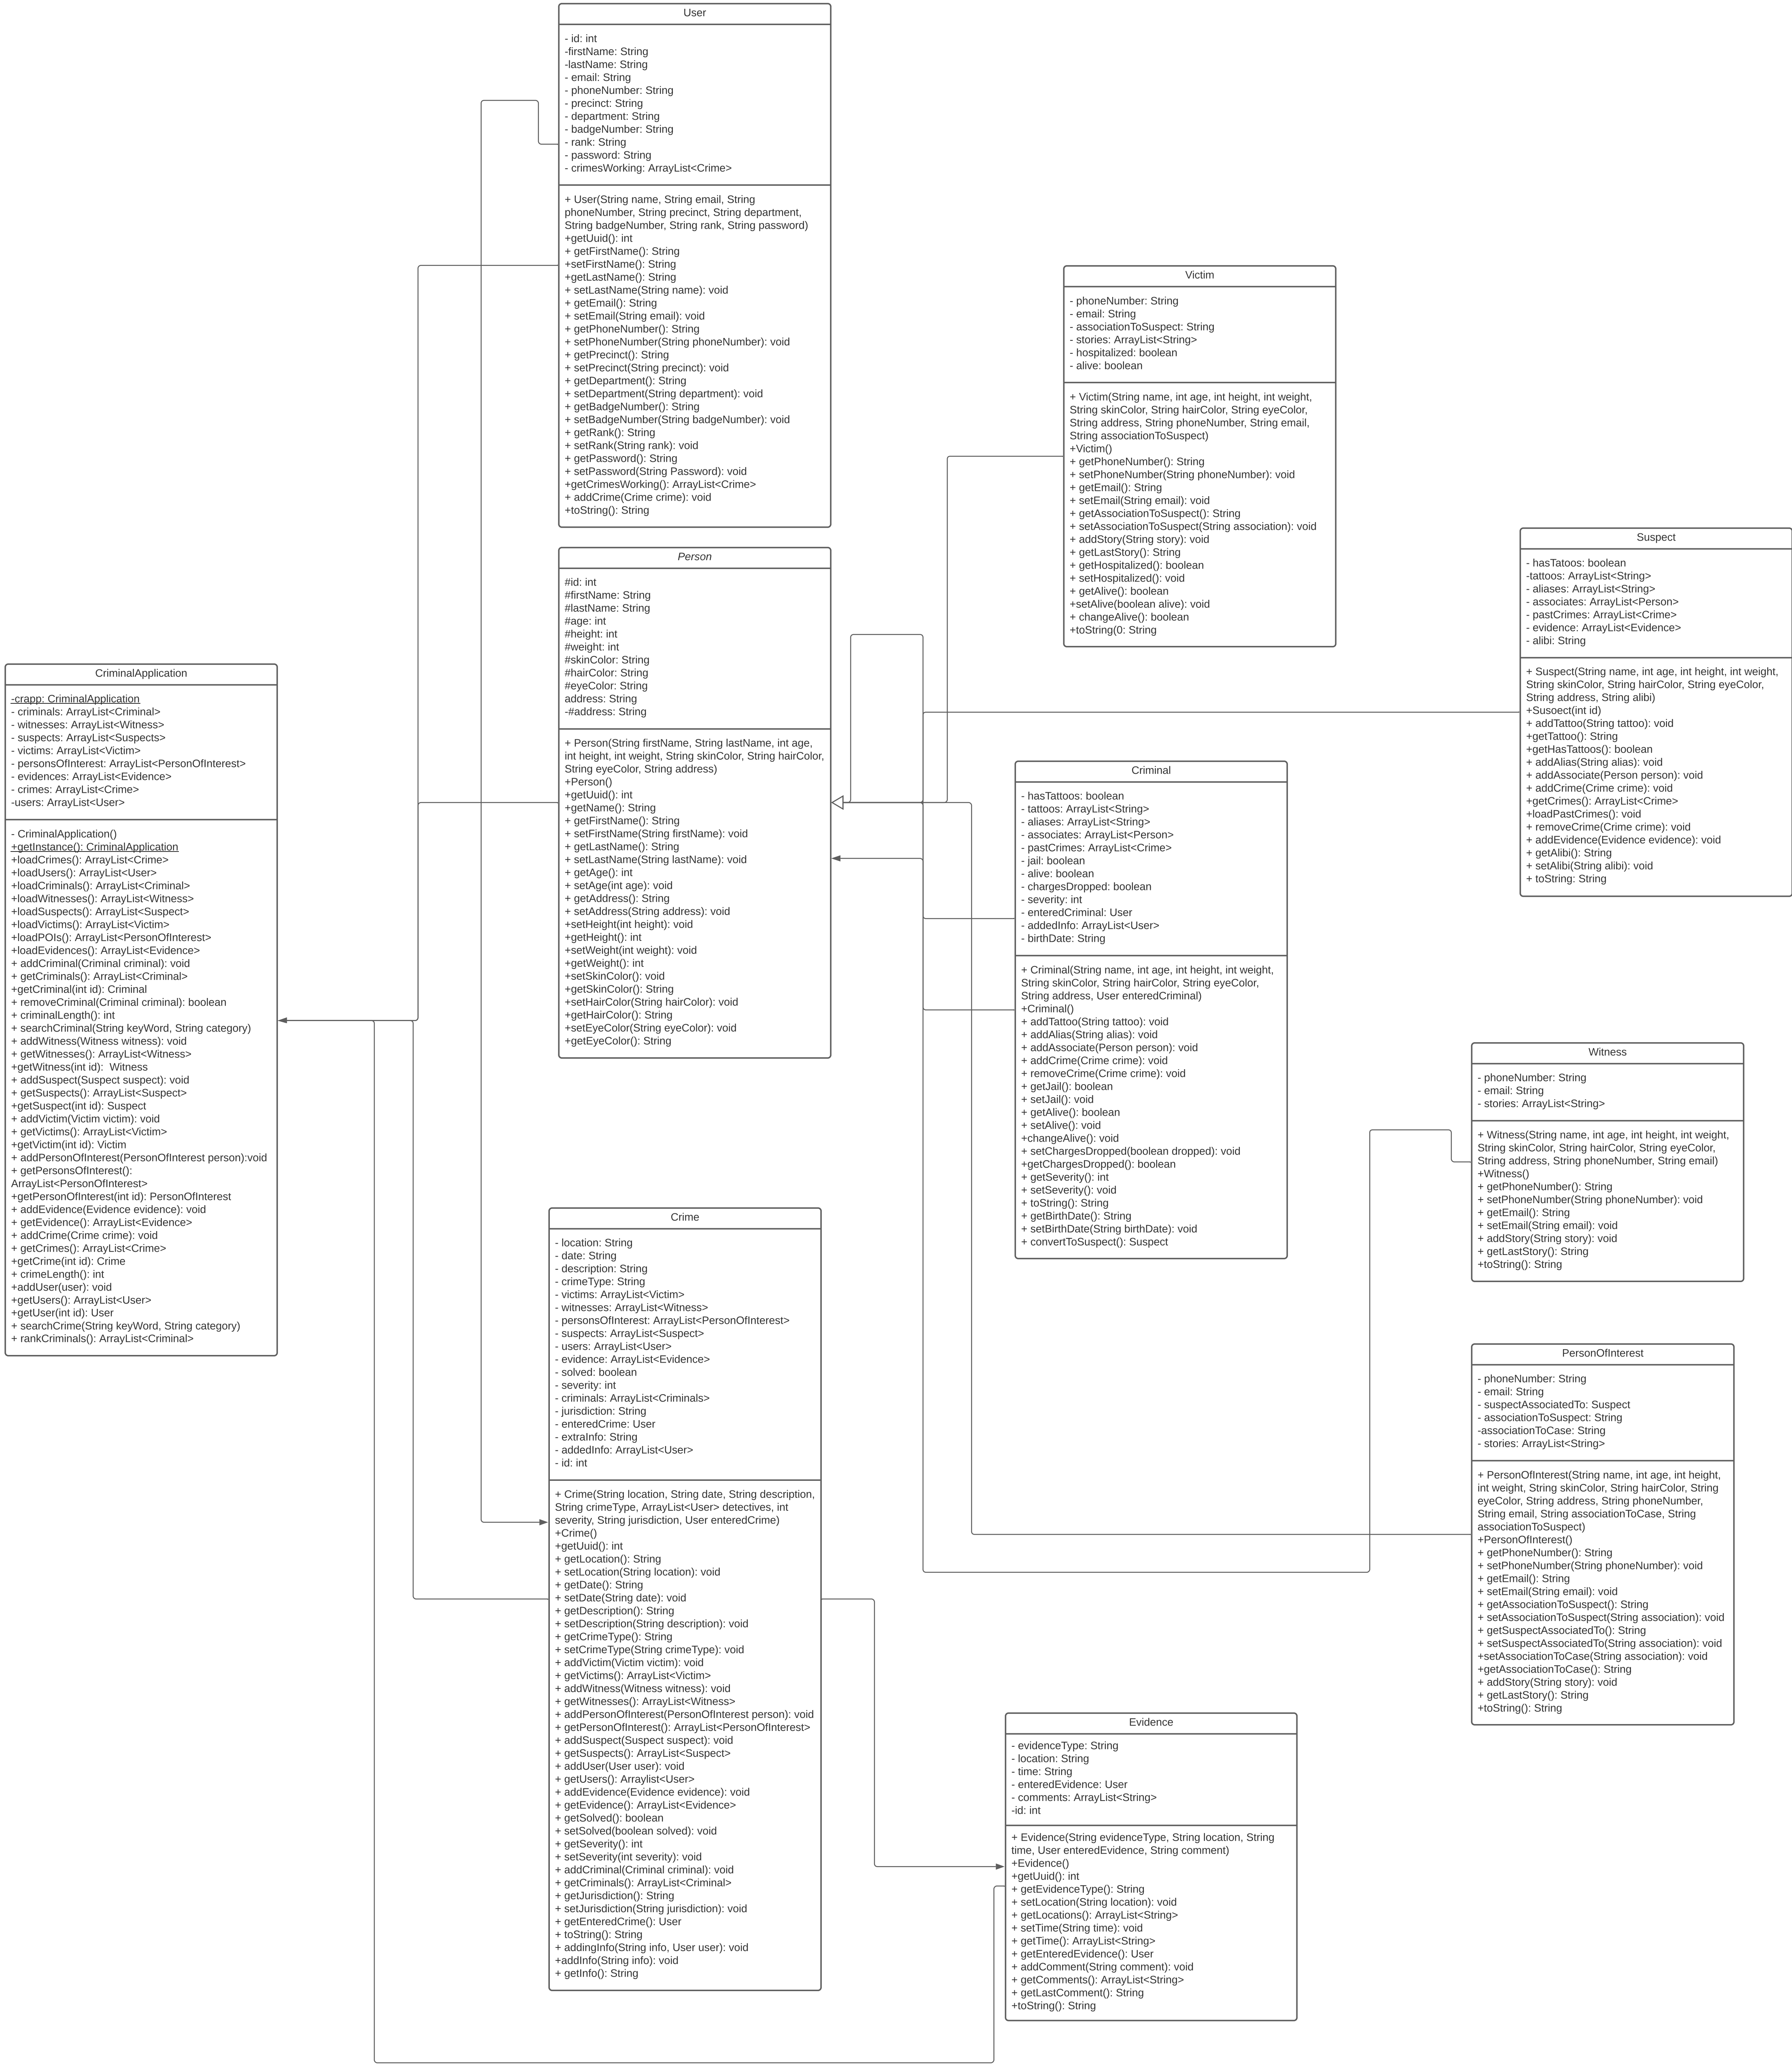 User
- id: int
-firstName: String
-lastName: String
- email: String
- phoneNumber: String
- precinct: String
- department: String
- badgeNumber: String
- rank: String
- password: String
- crimesWorking: ArrayList<Crime>
+ User(String name, String email, String
phoneNumber, String precinct, String department,
String badgeNumber, String rank, String password)
+getUuid(): int
+ getFirstName(): String
+setFirstName(): String
+getLastName(): String
+ setLastName(String name): void
+ getEmail(): String
+ setEmail(String email): void
+ getPhoneNumber(): String
+ setPhoneNumber(String phoneNumber): void
+ getPrecinct(): String
+ setPrecinct(String precinct): void
+ getDepartment(): String
+ setDepartment(String department): void
+ getBadgeNumber(): String
+ setBadgeNumber(String badgeNumber): void
+ getRank(): String
+ setRank(String rank): void
+ getPassword(): String
+ setPassword(String Password): void
+getCrimesWorking(): ArrayList<Crime>
+ addCrime(Crime crime): void
+toString(): String
Victim
- phoneNumber: String
- email: String
- associationToSuspect: String
- stories: ArrayList<String>
- hospitalized: boolean
- alive: boolean
+ Victim(String name, int age, int height, int weight,
String skinColor, String hairColor, String eyeColor,
String address, String phoneNumber, String email,
String associationToSuspect)
+Victim()
+ getPhoneNumber(): String
+ setPhoneNumber(String phoneNumber): void
+ getEmail(): String
+ setEmail(String email): void
+ getAssociationToSuspect(): String
+ setAssociationToSuspect(String association): void
+ addStory(String story): void
+ getLastStory(): String
+ getHospitalized(): boolean
+ setHospitalized(): void
+ getAlive(): boolean
+setAlive(boolean alive): void
+ changeAlive(): boolean
+toString(0: String
Suspect
- hasTatoos: boolean
-tattoos: ArrayList<String>
- aliases: ArrayList<String>
- associates: ArrayList<Person>
- pastCrimes: ArrayList<Crime>
- evidence: ArrayList<Evidence>
- alibi: String
+ Suspect(String name, int age, int height, int weight,
String skinColor, String hairColor, String eyeColor,
String address, String alibi)
+Susoect(int id)
+ addTattoo(String tattoo): void
+getTattoo(): String
+getHasTattoos(): boolean
+ addAlias(String alias): void
+ addAssociate(Person person): void
+ addCrime(Crime crime): void
+getCrimes(): ArrayList<Crime>
+loadPastCrimes(): void
+ removeCrime(Crime crime): void
+ addEvidence(Evidence evidence): void
+ getAlibi(): String
+ setAlibi(String alibi): void
+ toString: String
Person
#id: int
#firstName: String
#lastName: String
#age: int
#height: int
#weight: int
#skinColor: String
#hairColor: String
#eyeColor: String
address: String
-#address: String
+ Person(String firstName, String lastName, int age,
int height, int weight, String skinColor, String hairColor,
String eyeColor, String address)
+Person()
+getUuid(): int
+getName(): String
+ getFirstName(): String
+ setFirstName(String firstName): void
+ getLastName(): String
+ setLastName(String lastName): void
+ getAge(): int
+ setAge(int age): void
+ getAddress(): String
+ setAddress(String address): void
+setHeight(int height): void
+getHeight(): int
+setWeight(int weight): void
+getWeight(): int
+setSkinColor(): void
+getSkinColor(): String
+setHairColor(String hairColor): void
+getHairColor(): String
+setEyeColor(String eyeColor): void
+getEyeColor(): String
CriminalApplication
-crapp: CriminalApplication
- criminals: ArrayList<Criminal>
- witnesses: ArrayList<Witness>
- suspects: ArrayList<Suspects>
- victims: ArrayList<Victim>
- personsOfInterest: ArrayList<PersonOfInterest>
- evidences: ArrayList<Evidence>
- crimes: ArrayList<Crime>
-users: ArrayList<User>
- CriminalApplication()
+getInstance(): CriminalApplication
+loadCrimes(): ArrayList<Crime>
+loadUsers(): ArrayList<User>
+loadCriminals(): ArrayList<Criminal>
+loadWitnesses(): ArrayList<Witness>
+loadSuspects(): ArrayList<Suspect>
+loadVictims(): ArrayList<Victim>
+loadPOIs(): ArrayList<PersonOfInterest>
+loadEvidences(): ArrayList<Evidence>
+ addCriminal(Criminal criminal): void
+ getCriminals(): ArrayList<Criminal>
+getCriminal(int id): Criminal
+ removeCriminal(Criminal criminal): boolean
+ criminalLength(): int
+ searchCriminal(String keyWord, String category)
+ addWitness(Witness witness): void
+ getWitnesses(): ArrayList<Witness>
+getWitness(int id):  Witness
+ addSuspect(Suspect suspect): void
+ getSuspects(): ArrayList<Suspect>
+getSuspect(int id): Suspect
+ addVictim(Victim victim): void
+ getVictims(): ArrayList<Victim>
+getVictim(int id): Victim
+ addPersonOfInterest(PersonOfInterest person):void
+ getPersonsOfInterest():
ArrayList<PersonOfInterest>
+getPersonOfInterest(int id): PersonOfInterest
+ addEvidence(Evidence evidence): void
+ getEvidence(): ArrayList<Evidence>
+ addCrime(Crime crime): void
+ getCrimes(): ArrayList<Crime>
+getCrime(int id): Crime
+ crimeLength(): int
+addUser(user): void
+getUsers(): ArrayList<User>
+getUser(int id): User
+ searchCrime(String keyWord, String category)
+ rankCriminals(): ArrayList<Criminal>
Criminal
- hasTattoos: boolean
- tattoos: ArrayList<String>
- aliases: ArrayList<String>
- associates: ArrayList<Person>
- pastCrimes: ArrayList<Crime>
- jail: boolean
- alive: boolean
- chargesDropped: boolean
- severity: int
- enteredCriminal: User
- addedInfo: ArrayList<User>
- birthDate: String
+ Criminal(String name, int age, int height, int weight,
String skinColor, String hairColor, String eyeColor,
String address, User enteredCriminal)
+Criminal()
+ addTattoo(String tattoo): void
+ addAlias(String alias): void
+ addAssociate(Person person): void
+ addCrime(Crime crime): void
+ removeCrime(Crime crime): void
+ getJail(): boolean
+ setJail(): void
+ getAlive(): boolean
+ setAlive(): void
+changeAlive(): void
+ setChargesDropped(boolean dropped): void
+getChargesDropped(): boolean
+ getSeverity(): int
+ setSeverity(): void
+ toString(): String
+ getBirthDate(): String
+ setBirthDate(String birthDate): void
+ convertToSuspect(): Suspect
Witness
- phoneNumber: String
- email: String
- stories: ArrayList<String>
+ Witness(String name, int age, int height, int weight,
String skinColor, String hairColor, String eyeColor,
String address, String phoneNumber, String email)
+Witness()
+ getPhoneNumber(): String
+ setPhoneNumber(String phoneNumber): void
+ getEmail(): String
+ setEmail(String email): void
+ addStory(String story): void
+ getLastStory(): String
+toString(): String
Crime
- location: String
- date: String
- description: String
- crimeType: String
- victims: ArrayList<Victim>
- witnesses: ArrayList<Witness>
- personsOfInterest: ArrayList<PersonOfInterest>
- suspects: ArrayList<Suspect>
- users: ArrayList<User>
- evidence: ArrayList<Evidence>
- solved: boolean
- severity: int
- criminals: ArrayList<Criminals>
- jurisdiction: String
- enteredCrime: User
- extraInfo: String
- addedInfo: ArrayList<User>
- id: int
+ Crime(String location, String date, String description,
String crimeType, ArrayList<User> detectives, int
severity, String jurisdiction, User enteredCrime)
+Crime()
+getUuid(): int
+ getLocation(): String
+ setLocation(String location): void
+ getDate(): String
+ setDate(String date): void
+ getDescription(): String
+ setDescription(String description): void
+ getCrimeType(): String
+ setCrimeType(String crimeType): void
+ addVictim(Victim victim): void
+ getVictims(): ArrayList<Victim>
+ addWitness(Witness witness): void
+ getWitnesses(): ArrayList<Witness>
+ addPersonOfInterest(PersonOfInterest person): void
+ getPersonOfInterest(): ArrayList<PersonOfInterest>
+ addSuspect(Suspect suspect): void
+ getSuspects(): ArrayList<Suspect>
+ addUser(User user): void
+ getUsers(): Arraylist<User>
+ addEvidence(Evidence evidence): void
+ getEvidence(): ArrayList<Evidence>
+ getSolved(): boolean
+ setSolved(boolean solved): void
+ getSeverity(): int
+ setSeverity(int severity): void
+ addCriminal(Criminal criminal): void
+ getCriminals(): ArrayList<Criminal>
+ getJurisdiction(): String
+ setJurisdiction(String jurisdiction): void
+ getEnteredCrime(): User
+ toString(): String
+ addingInfo(String info, User user): void
+addInfo(String info): void
+ getInfo(): String
PersonOfInterest
- phoneNumber: String
- email: String
- suspectAssociatedTo: Suspect
- associationToSuspect: String
-associationToCase: String
- stories: ArrayList<String>
+ PersonOfInterest(String name, int age, int height,
int weight, String skinColor, String hairColor, String
eyeColor, String address, String phoneNumber,
String email, String associationToCase, String
associationToSuspect)
+PersonOfInterest()
+ getPhoneNumber(): String
+ setPhoneNumber(String phoneNumber): void
+ getEmail(): String
+ setEmail(String email): void
+ getAssociationToSuspect(): String
+ setAssociationToSuspect(String association): void
+ getSuspectAssociatedTo(): String
+ setSuspectAssociatedTo(String association): void
+setAssociationToCase(String association): void
+getAssociationToCase(): String
+ addStory(String story): void
+ getLastStory(): String
+toString(): String
Evidence
- evidenceType: String
- location: String
- time: String
- enteredEvidence: User
- comments: ArrayList<String>
-id: int
+ Evidence(String evidenceType, String location, String
time, User enteredEvidence, String comment)
+Evidence()
+getUuid(): int
+ getEvidenceType(): String
+ setLocation(String location): void
+ getLocations(): ArrayList<String>
+ setTime(String time): void
+ getTime(): ArrayList<String>
+ getEnteredEvidence(): User
+ addComment(String comment): void
+ getComments(): ArrayList<String>
+ getLastComment(): String
+toString(): String